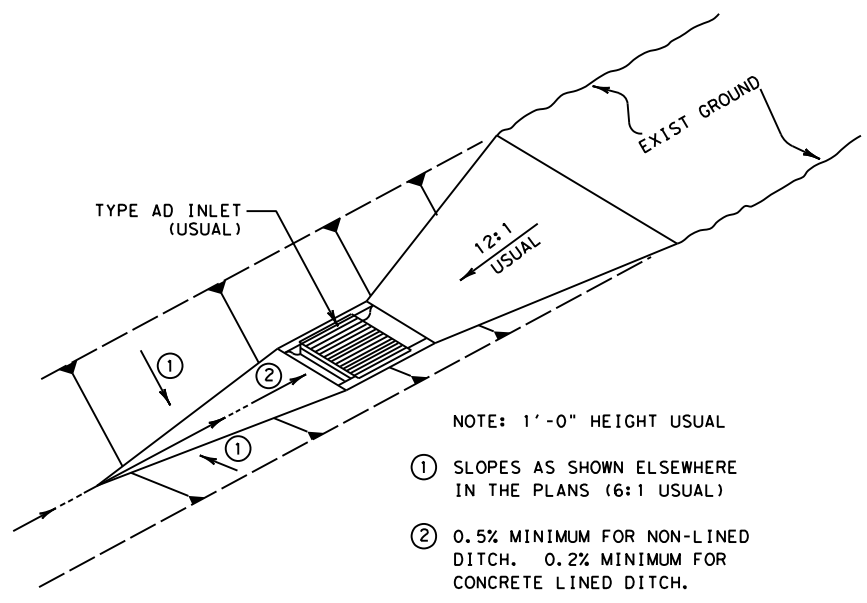 EXIST GROUND
TYPE AD INLET
(USUAL)
12:1
USUAL
1
2
1
NOTE: 1'-0" HEIGHT USUAL
1 SLOPES AS SHOWN ELSEWHERE
IN THE PLANS (6:1 USUAL)
2 0.5% MINIMUM FOR NON-LINED
DITCH. 0.2% MINIMUM FOR
CONCRETE LINED DITCH.